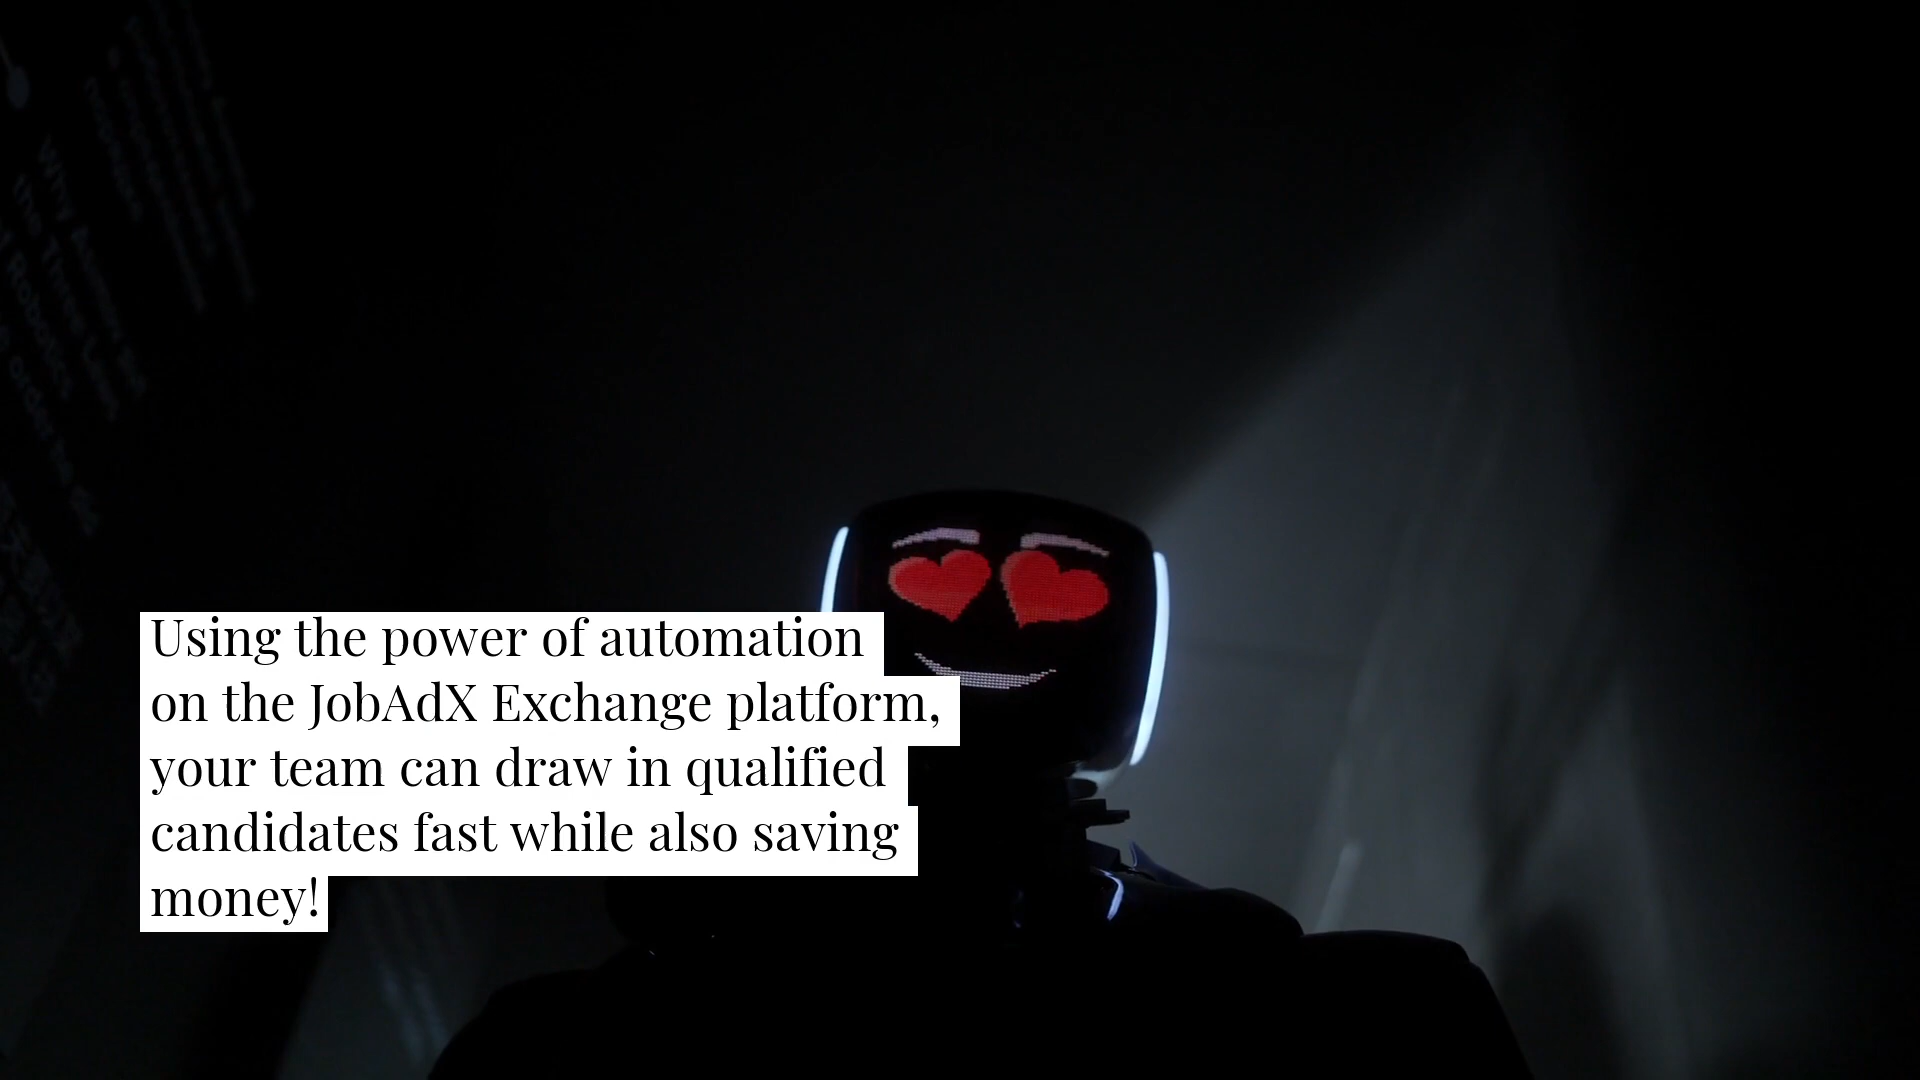 Using the power of automation
on the JobAdX Exchange platform,
your team can draw in qualified
candidates fast while also saving
money!